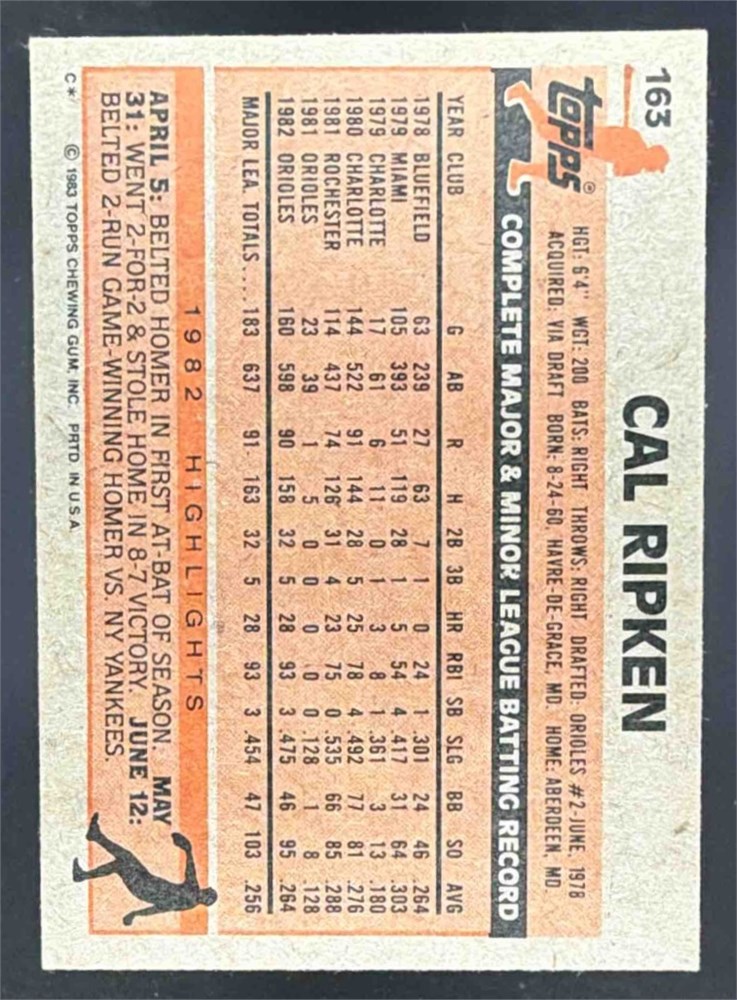 163
CAL RIPKEN
topps®
HGT: 6'4" WGT: 200 BATS: RIGHT THROWS: RIGHT DRAFTED: ORIOLES #2-JUNE, 1978
ACQUIRED: VIA DRAFT BORN: 8-24-60, HAVRE-DE-GRACE, MD. HOME: ABERDEEN, MD.
COMPLETE MAJOR & MINOR LEAGUE BATTING RECORD
YEAR CLUB G AB R H 2B 3B HR RBI SB SLG BB SO AVG
1978 BLUEFIELD 63 239 27 63 7 1 0 24 1 .301 24 46 .264
1979 MIAMI 105 393 51 119 28 1 5 54 4 .417 31 64 .303
1979 CHARLOTTE 17 61 6 11 0 1 3 8 1 .361 3 13 .180
1980 CHARLOTTE 144 522 91 144 28 5 25 78 4 .492 77 81 .276
1981 ROCHESTER 114 437 74 126 31 4 23 75 0 .535 66 85 .288
1981 ORIOLES 23 39 1 5 0 0 0 0 0 .128 1 8 .128
1982 ORIOLES 160 598 90 158 32 5 28 93 3 .475 46 95 .264
MAJOR LEA. TOTALS.... 183 637 91 163 32 5 28 93 3 .454 47 103 .256
1982 HIGHLIGHTS
APRIL 5: BELTED HOMER IN FIRST AT-BAT OF SEASON. MAY
31: WENT 2-FOR-2 & STOLE HOME IN 8-7 VICTORY. JUNE 12:
BELTED 2-RUN GAME-WINNING HOMER VS. NY YANKEES.
C* © 1983 TOPPS CHEWING GUM, INC. PRTD. IN U.S.A.